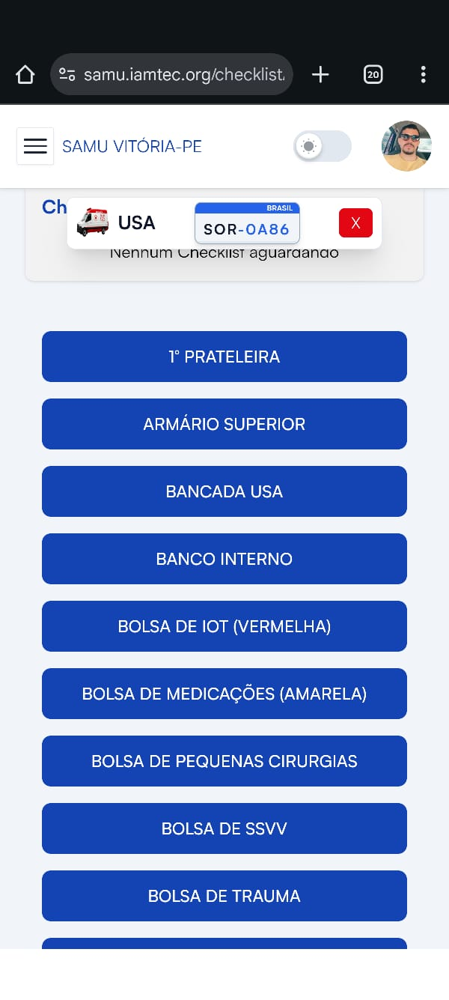 samu.iamtec.org/checklist
20
SAMU VITÓRIA-PE
Ch
USA
BRASIL
SOR-0A86
X
Nenhum Checklist aguardando
1° PRATELEIRA
ARMÁRIO SUPERIOR
BANCADA USA
BANCO INTERNO
BOLSA DE IOT (VERMELHA)
BOLSA DE MEDICAÇÕES (AMARELA)
BOLSA DE PEQUENAS CIRURGIAS
BOLSA DE SSVV
BOLSA DE TRAUMA